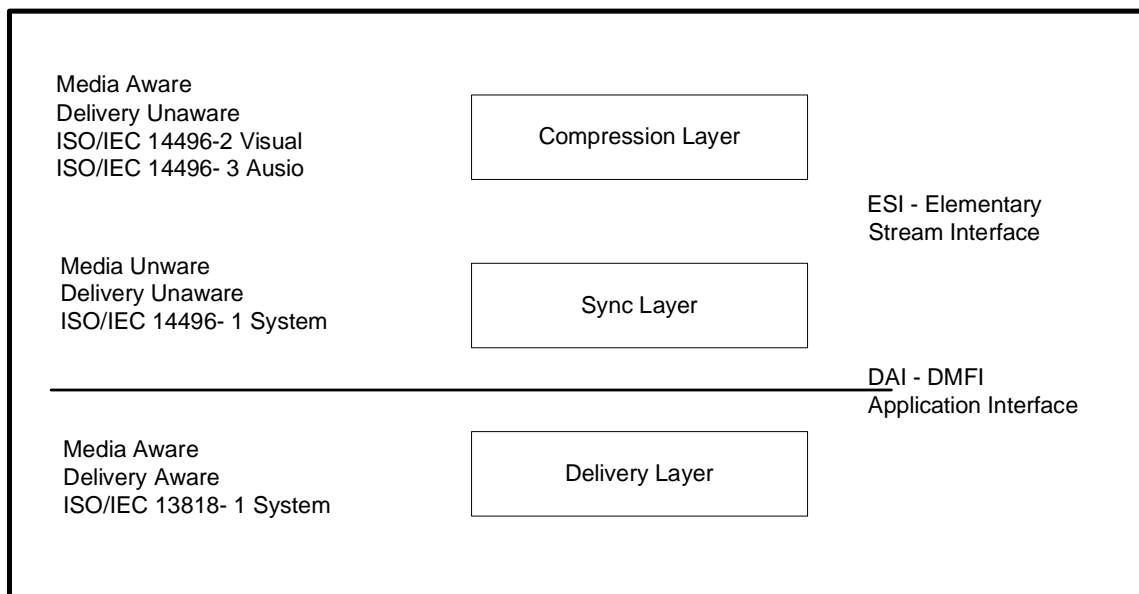 Media Aware
Delivery Unaware
ISO/IEC 14496-2 Visual
ISO/IEC 14496- 3 Ausio
Compression Layer
ESI - Elementary
Stream Interface
Media Unware
Delivery Unaware
ISO/IEC 14496- 1 System
Sync Layer
DAI - DMFI
Application Interface
Media Aware
Delivery Aware
ISO/IEC 13818- 1 System
Delivery Layer